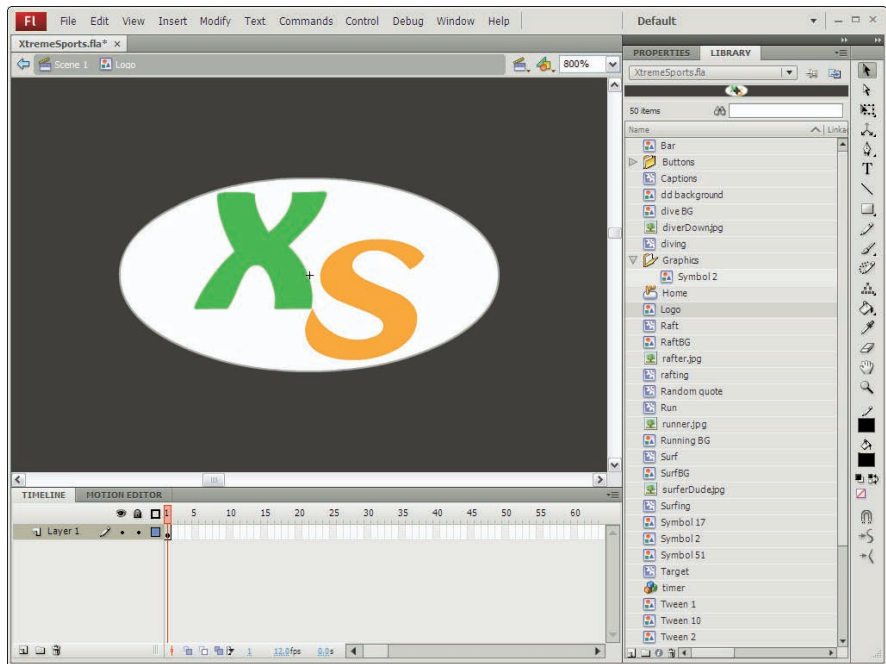 Fl File Edit View Insert Modify Text Commands Control Debug Window Help Default
XtremeSports.fla* ×
Scene 1 Logo 800%
XS
PROPERTIES LIBRARY
XtremeSports.fla
50 items
Name Linka
Bar
Buttons
Captions
dd background
dive BG
diverDown.jpg
diving
Graphics
Symbol 2
Home
Logo
Raft
RaftBG
rafter.jpg
rafting
Random quote
Run
runner.jpg
Running BG
Surf
SurfBG
surferDude.jpg
Surfing
Symbol 17
Symbol 2
Symbol 51
Target
timer
Tween 1
Tween 10
Tween 2
TIMELINE MOTION EDITOR
1 5 10 15 20 25 30 35 40 45 50 55 60
Layer 1
1 12.0fps 0.0s